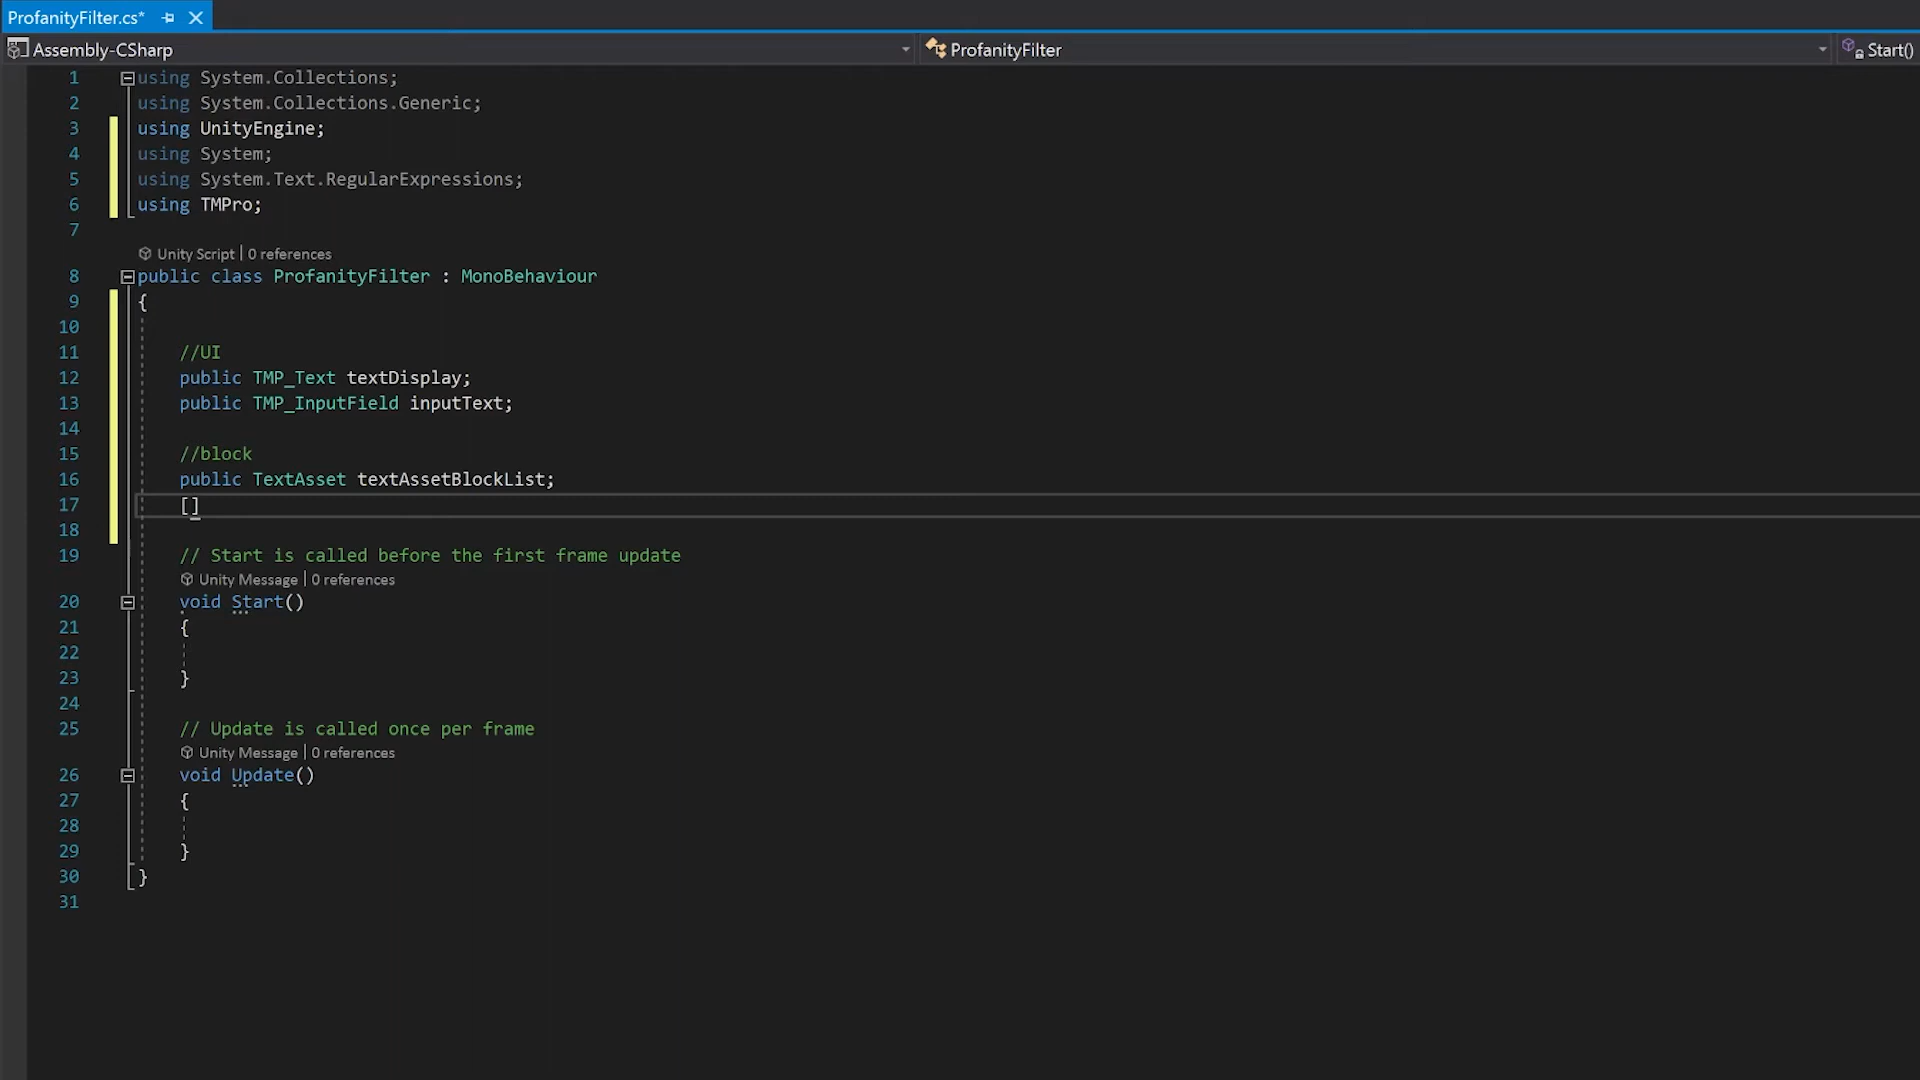 ProfanityFilter.cs*
Assembly-CSharp
ProfanityFilter
Start()
1 using System.Collections;
2 using System.Collections.Generic;
3 using UnityEngine;
4 using System;
5 using System.Text.RegularExpressions;
6 using TMPro;
7
Unity Script | 0 references
8 public class ProfanityFilter : MonoBehaviour
9 {
10
11 //UI
12 public TMP_Text textDisplay;
13 public TMP_InputField inputText;
14
15 //block
16 public TextAsset textAssetBlockList;
17 []
18
19 // Start is called before the first frame update
Unity Message | 0 references
20 void Start()
21 {
22
23 }
24
25 // Update is called once per frame
Unity Message | 0 references
26 void Update()
27 {
28
29 }
30 }
31